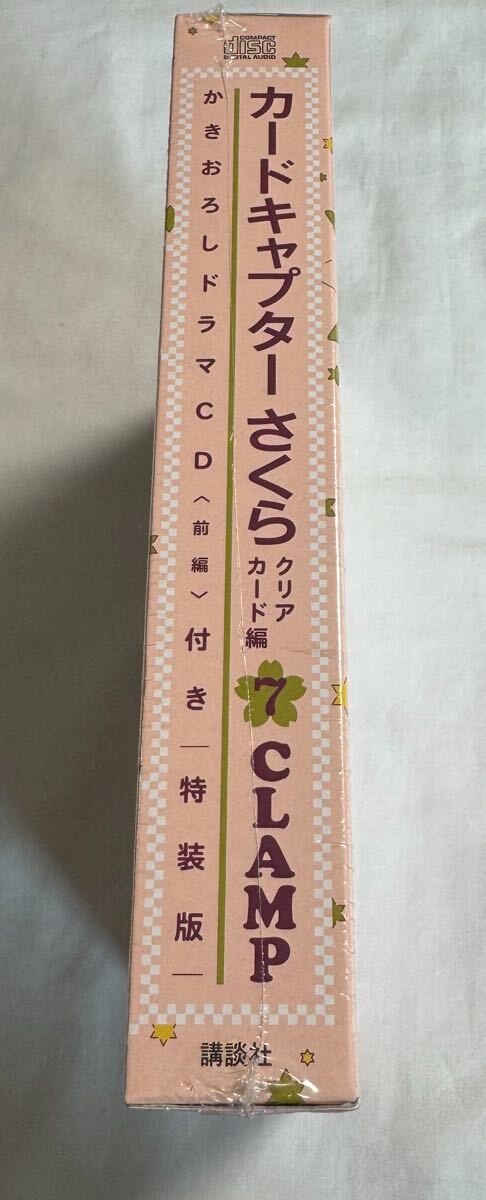 COMPACT
disc
DIGITAL AUDIO
カードキャプターさくら
クリア
カード編
7
CLAMP
かきおろしドラマCD〈前編〉付き―特装版―
講談社